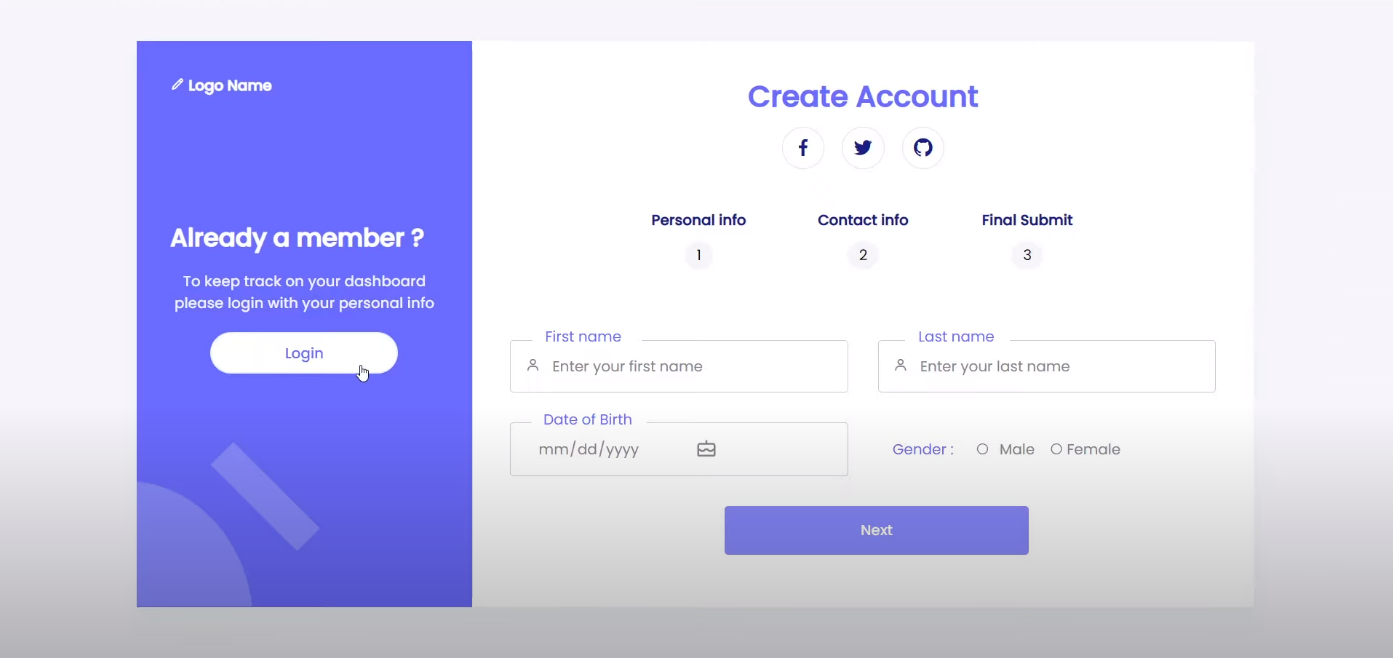 Logo Name
Already a member ?
To keep track on your dashboard
please login with your personal info
Login
Create Account
Personal info
Contact info
Final Submit
1
2
3
First name
Enter your first name
Last name
Enter your last name
Date of Birth
mm/dd/yyyy
Gender :
Male
Female
Next